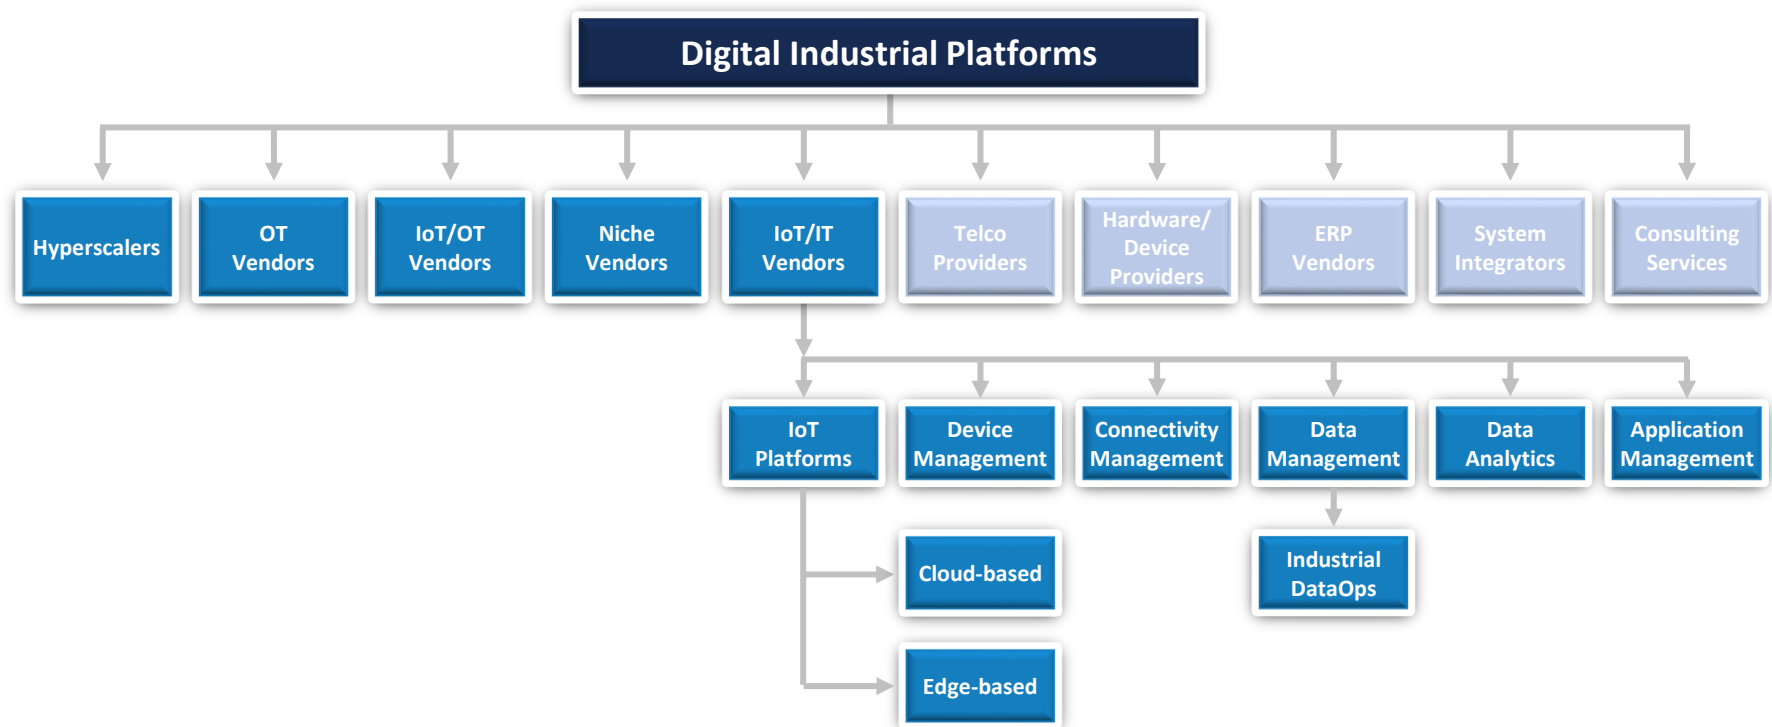 Digital Industrial Platforms
Hyperscalers
OT
Vendors
IoT/OT
Vendors
Niche
Vendors
IoT/IT
Vendors
Telco
Providers
Hardware/
Device
Providers
ERP
Vendors
System
Integrators
Consulting
Services
IoT
Platforms
Device
Management
Connectivity
Management
Data
Management
Data
Analytics
Application
Management
Cloud-based
Industrial
DataOps
Edge-based